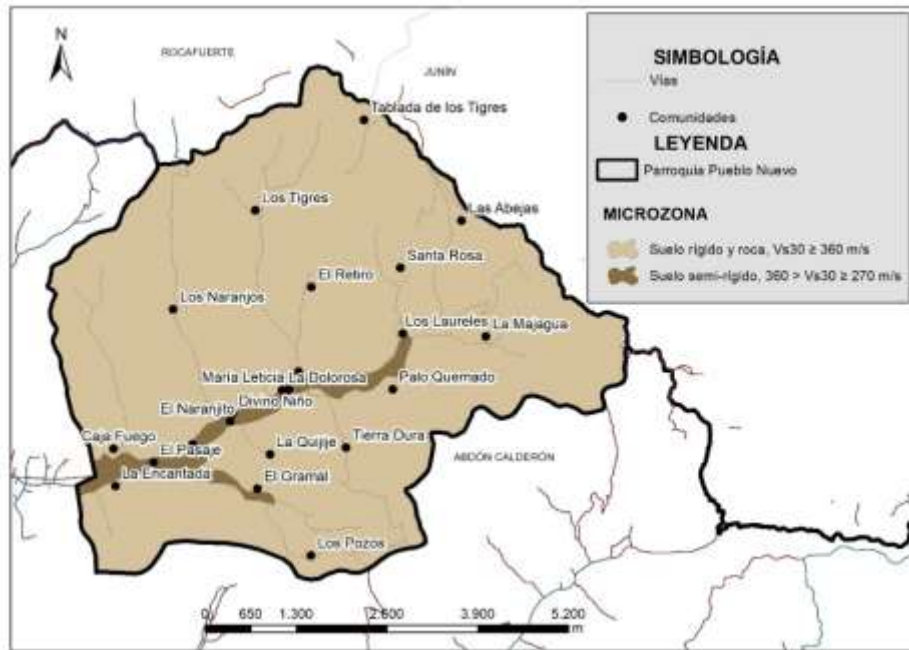 N
ROCAFUERTE
JUNÍN
Tablada de los Tigres
Los Tigres
Las Abejas
Santa Rosa
El Retiro
Los Naranjos
Los Laureles
La Majagua
María Leticia
La Dolorosa
Palo Quemado
Divino Niño
El Naranjito
Caja Fuego
El Pasaje
La Quijije
Tierra Dura
ABDÓN CALDERÓN
La Encantada
El Gramal
Los Pozos
0 650 1.300 2.600 3.900 5.200
m
SIMBOLOGÍA
Vías
Comunidades
LEYENDA
Parroquia Pueblo Nuevo
MICROZONA
Suelo rígido y roca, Vs30 ≥ 360 m/s
Suelo semi-rígido, 360 > Vs30 ≥ 270 m/s